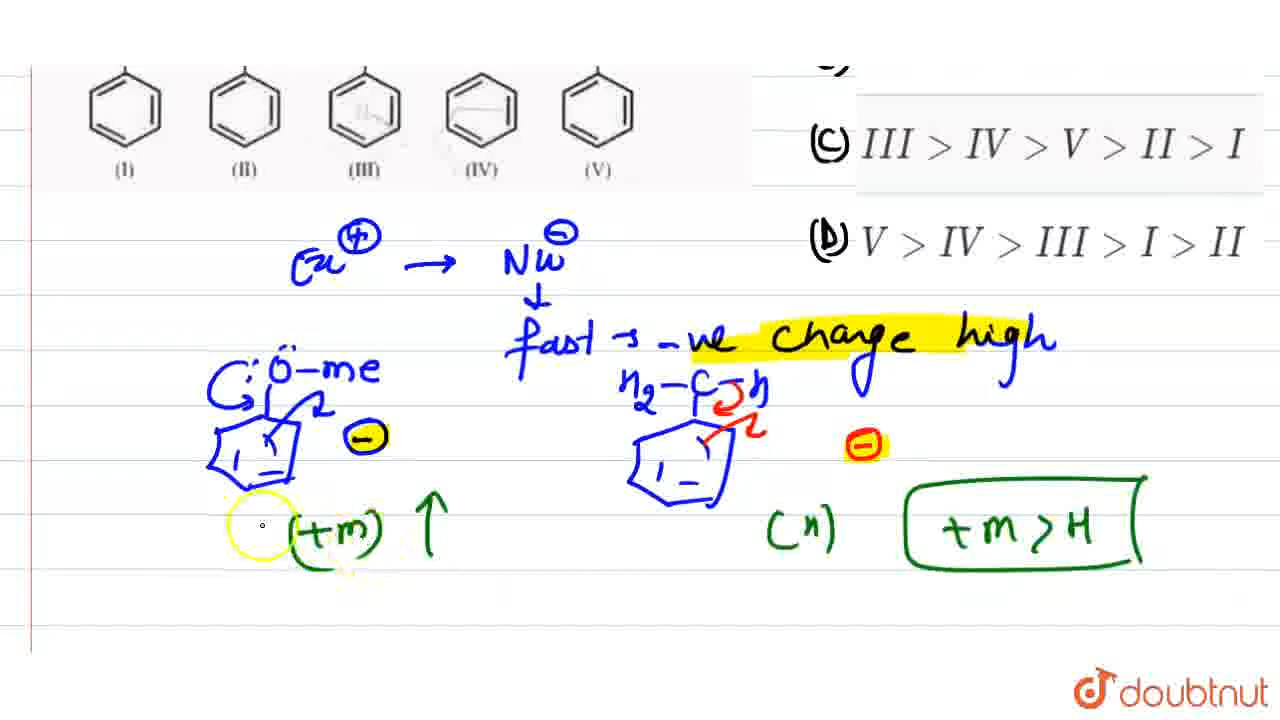 (I) (II) (III) (IV) (V)
(C) III > IV > V > II > I
(D) V > IV > III > I > II
⊕ → Nu⊖
↓
fast → -ve charge high
:Ö-me
H2-C-H
⊖
⊖
(+m) ↑
(H)
+m > H
doubtnut